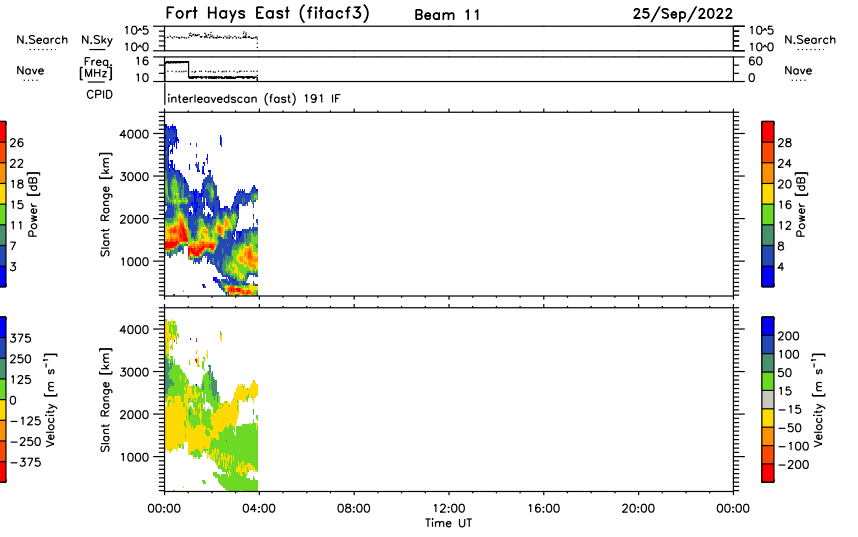 Fort Hays East (fitacf3) Beam 11 25/Sep/2022
N.Search N.Sky 10^5 10^0 10^5 10^0 N.Search
Nave Freq. [MHz] 16 10 60 0 Nave
CPID interleavedscan (fast) 191 IF
26 22 18 15 11 7 3 Power [dB]
4000 3000 2000 1000 Slant Range [km]
28 24 20 16 12 8 4 Power [dB]
375 250 125 0 -125 -250 -375 Velocity [m s⁻¹]
4000 3000 2000 1000 Slant Range [km]
200 100 50 15 -15 -50 -100 -200 Velocity [m s⁻¹]
00:00 04:00 08:00 12:00 16:00 20:00 00:00
Time UT